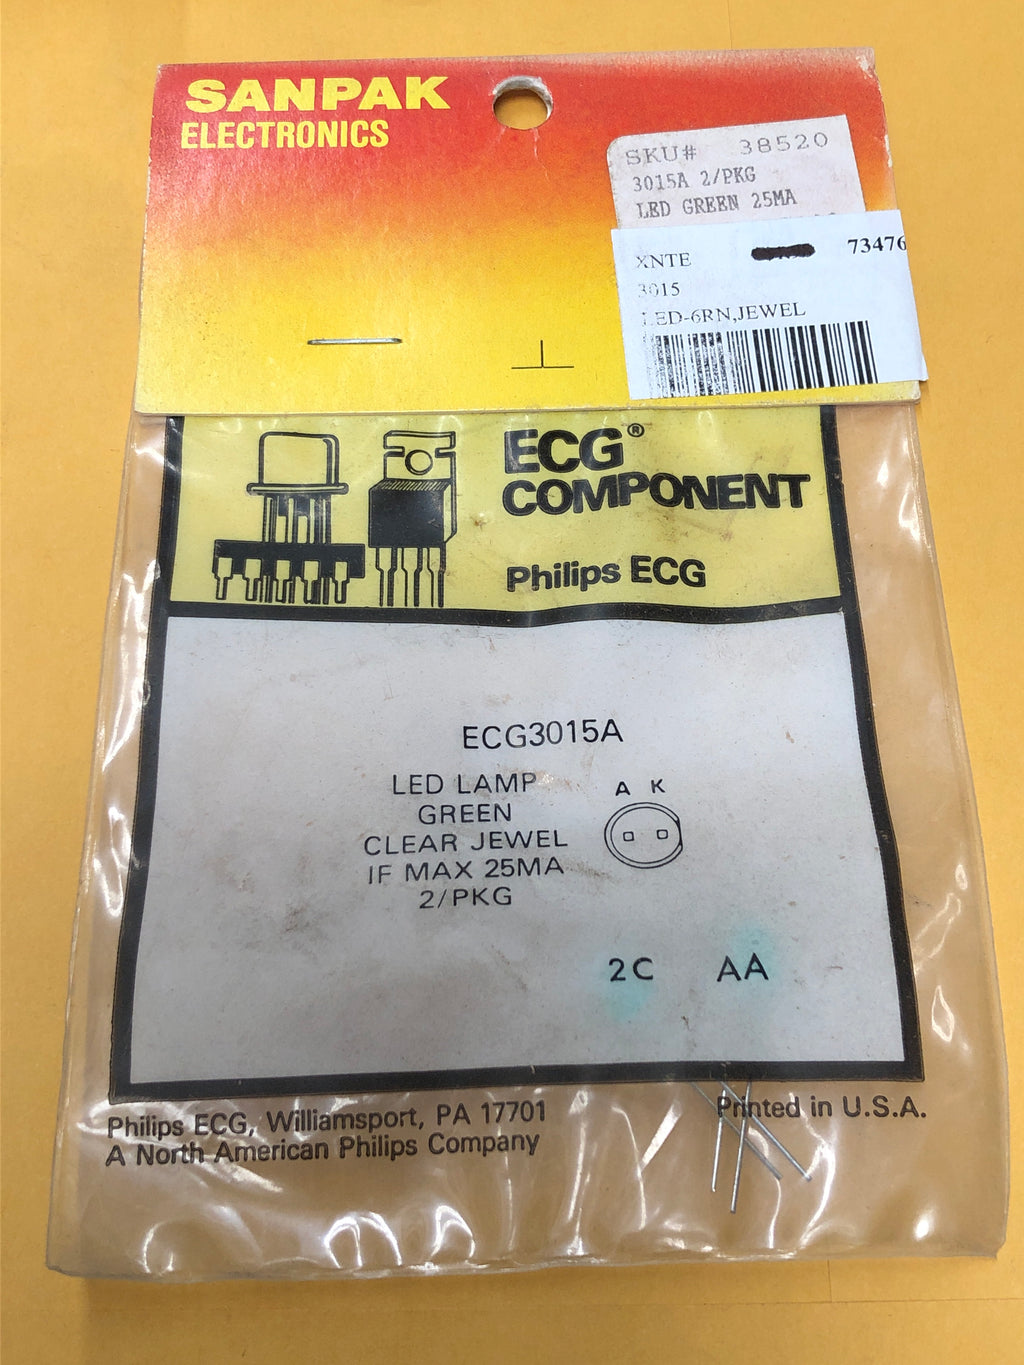 SANPAK
ELECTRONICS
SKU# 38520
3015A 2/PKG
LED GREEN 25MA
XNTE 73476
3015
LED-6RN,JEWEL
ECG®
COMPONENT
Philips ECG
ECG3015A
LED LAMP
GREEN
CLEAR JEWEL
IF MAX 25MA
2/PKG
A K
2C AA
Philips ECG, Williamsport, PA 17701
A North American Philips Company
Printed in U.S.A.